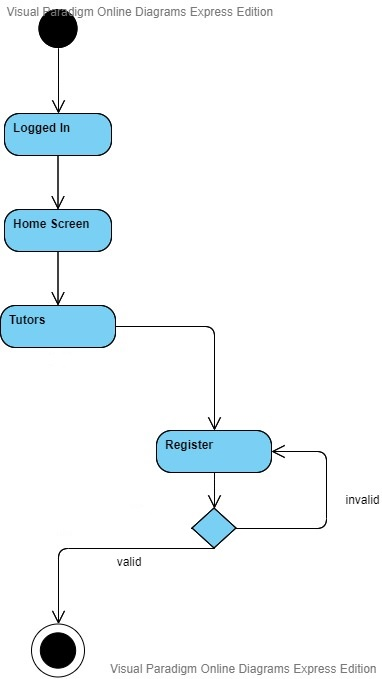 Visual Paradigm Online Diagrams Express Edition
Logged In
Home Screen
Tutors
Register
invalid
valid
Visual Paradigm Online Diagrams Express Edition